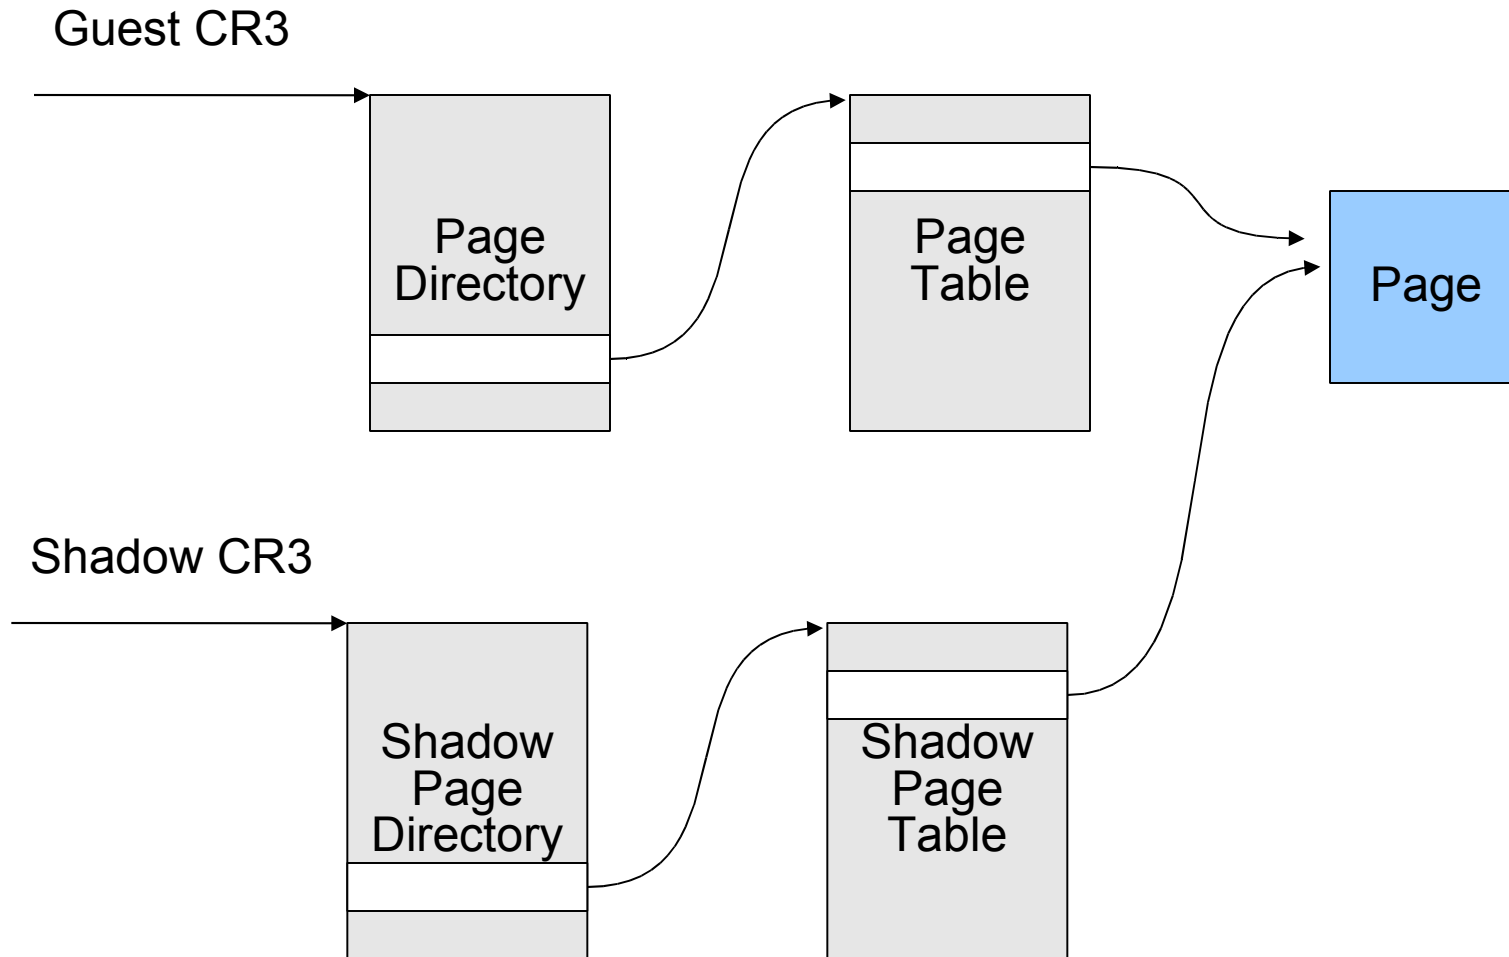 Guest CR3
Page
Directory
Page
Table
Page
Shadow CR3
Shadow
Page
Directory
Shadow
Page
Table